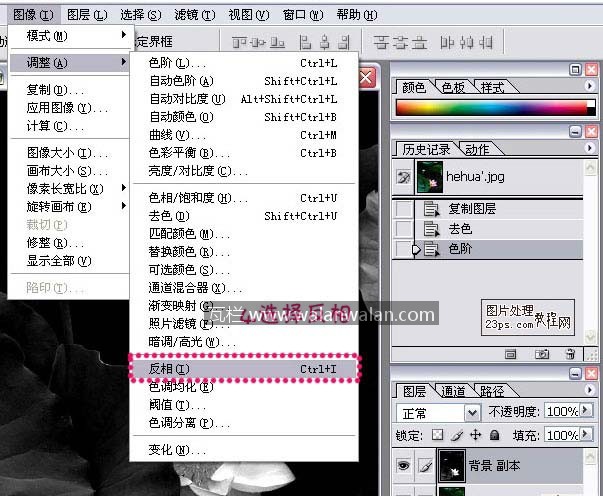 图像(I) 图层(L) 选择(S) 滤镜(T) 视图(V) 窗口(W) 帮助(H)
定界框
模式(M)
调整(A)
复制(D)...
应用图像(Y)...
计算(C)...
图像大小(I)...
画布大小(S)...
像素长宽比(X)
旋转画布(E)
裁切(P)
修整(R)...
显示全部(V)
陷印(T)...
色阶(L)... Ctrl+L
自动色阶(A) Shift+Ctrl+L
自动对比度(U) Alt+Shift+Ctrl+L
自动颜色(O) Shift+Ctrl+B
曲线(V)... Ctrl+M
色彩平衡(B)... Ctrl+B
亮度/对比度(C)...
色相/饱和度(H)... Ctrl+U
去色(D) Shift+Ctrl+U
匹配颜色(M)...
替换颜色(R)...
可选颜色(S)...
通道混合器(X)...
渐变映射(G)...
照片滤镜(F)...
暗调/高光(W)...
反相(I) Ctrl+I
色调均化(E)
阈值(T)...
色调分离(P)...
变化(N)...
4选择反相
瓦栏 www.walanwalan.com
颜色 色板 样式
历史记录 动作
hehua'.jpg
复制图层
去色
色阶
图片处理
23ps.com教程网
图层 通道 路径
正常 不透明度: 100%
锁定: 填充: 100%
背景 副本